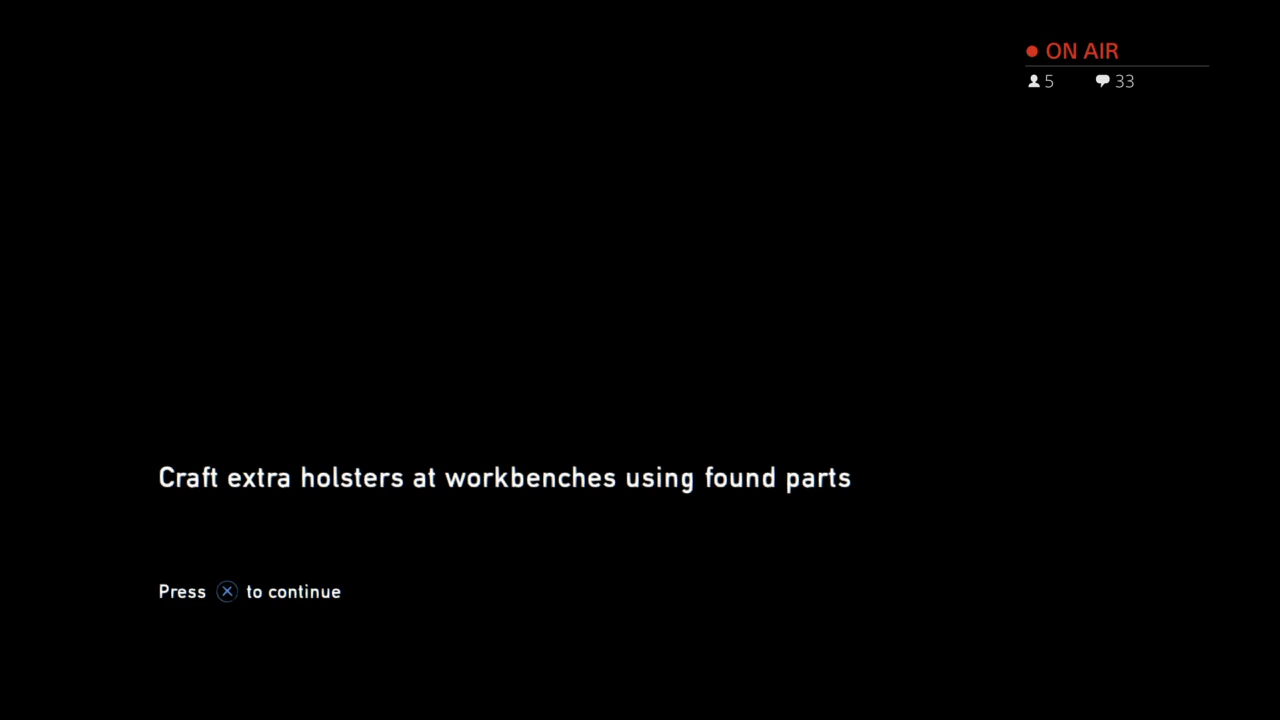 ON AIR
5 33
Craft extra holsters at workbenches using found parts
Press ⓧ to continue